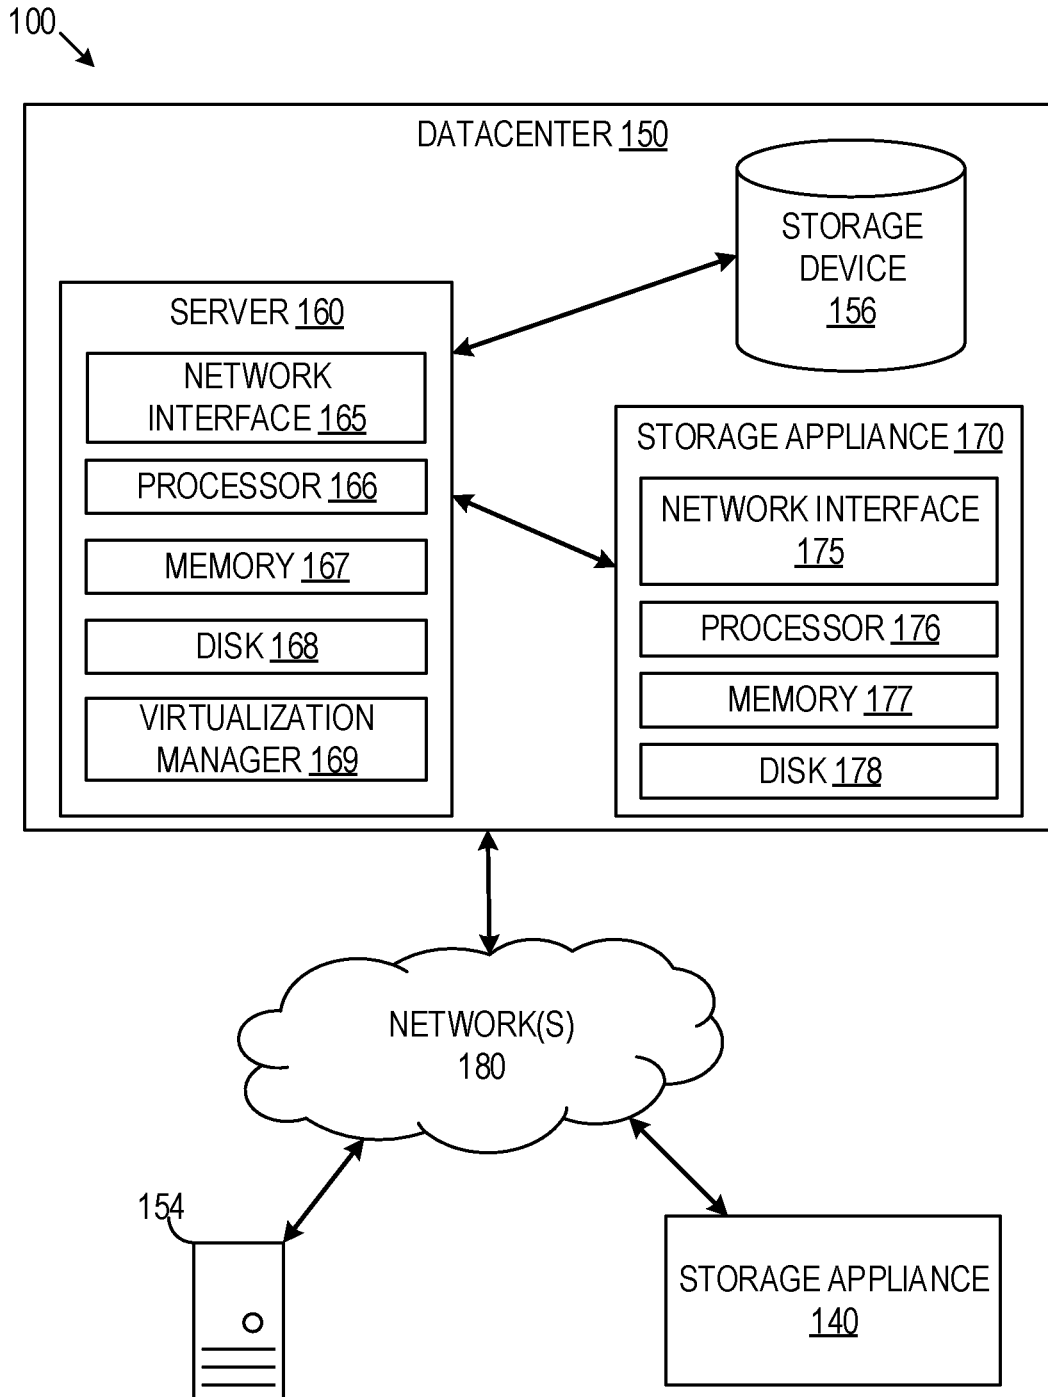 100
DATACENTER 150
STORAGE
DEVICE
156
SERVER 160
NETWORK
INTERFACE 165
PROCESSOR 166
MEMORY 167
DISK 168
VIRTUALIZATION
MANAGER 169
STORAGE APPLIANCE 170
NETWORK INTERFACE
175
PROCESSOR 176
MEMORY 177
DISK 178
NETWORK(S)
180
154
STORAGE APPLIANCE
140